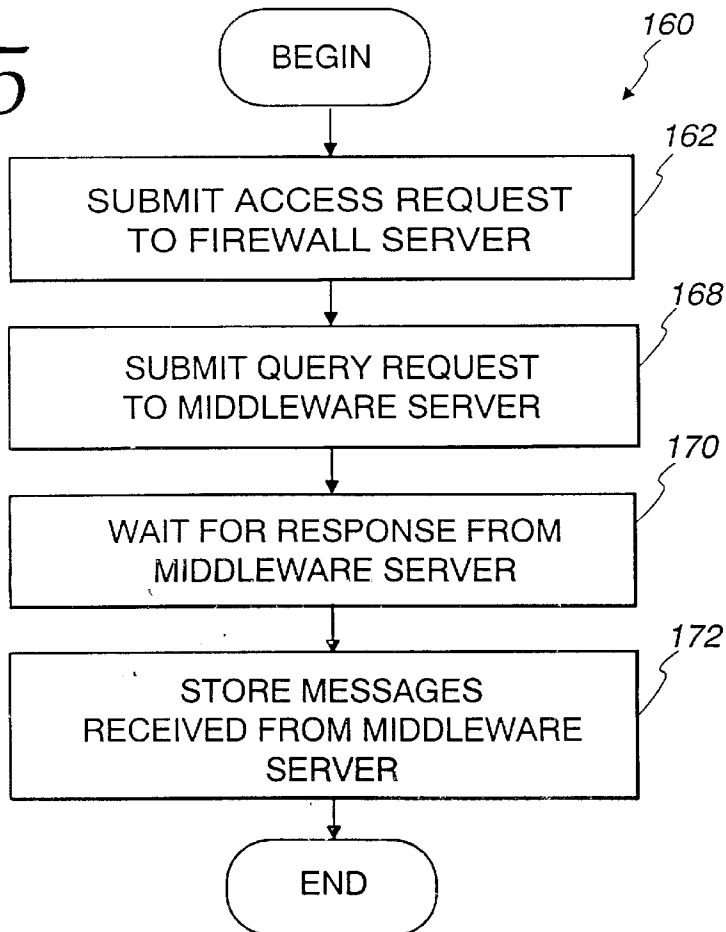 BEGIN
160
162
SUBMIT ACCESS REQUEST
TO FIREWALL SERVER
168
SUBMIT QUERY REQUEST
TO MIDDLEWARE SERVER
170
WAIT FOR RESPONSE FROM
MIDDLEWARE SERVER
172
STORE MESSAGES
RECEIVED FROM MIDDLEWARE
SERVER
END